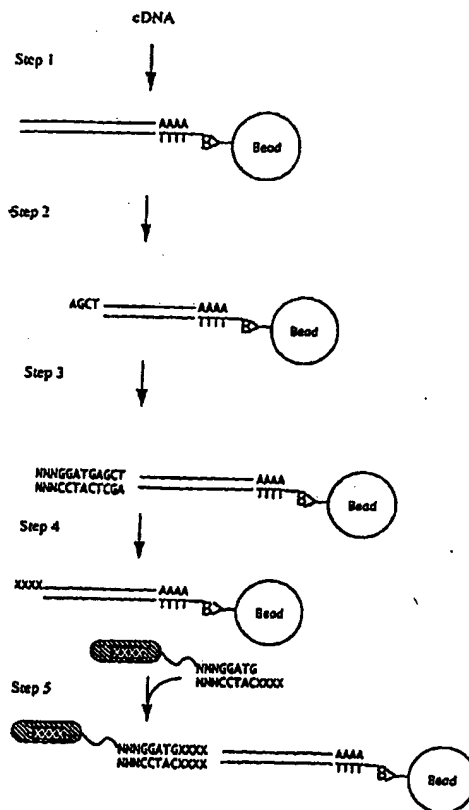 cDNA
Step 1
AAAA
TTTT
B
Bead
Step 2
AGCT
AAAA
TTTT
B
Bead
Step 3
NNNGGATGAGCT
NNNCCTACTCGA
AAAA
TTTT
B
Bead
Step 4
XXXX
AAAA
TTTT
B
Bead
XXXX
NNNGGATG
NNNCCTACXXXX
Step 5
XXXX
NNNGGATGXXXX
NNNCCTACXXXX
AAAA
TTTT
B
Bead